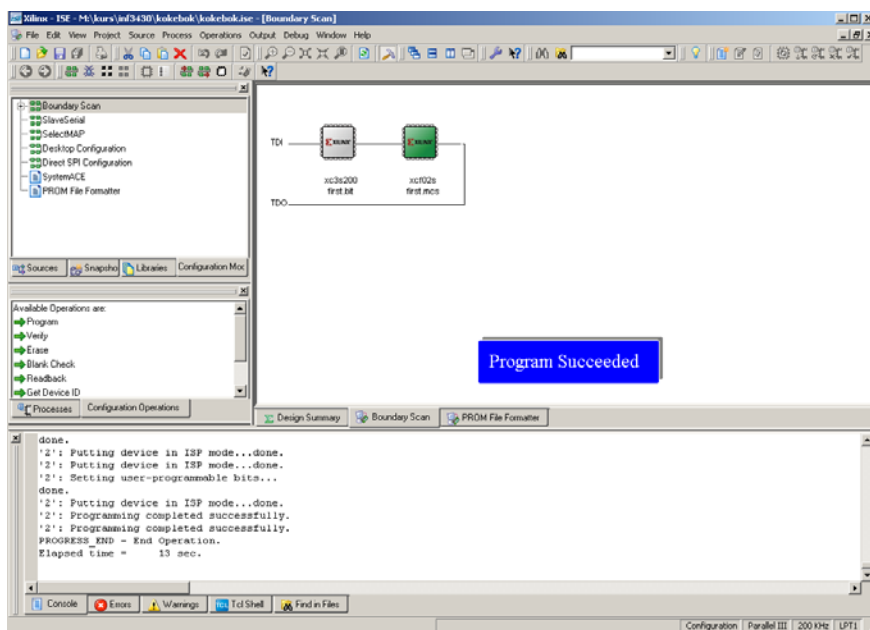 Xilinx - ISE - M:\kurs\inf3430\kokebok\kokebok.ise - [Boundary Scan]
File Edit View Project Source Process Operations Output Debug Window Help
Boundary Scan
SlaveSerial
SelectMAP
Desktop Configuration
Direct SPI Configuration
SystemACE
PROM File Formatter
Sources Snapsho Libraries Configuration Moc
Available Operations are:
Program
Verify
Erase
Blank Check
Readback
Get Device ID
Processes Configuration Operations
TDI
XILINX XILINX
xc3s200 xcf02s
first.bit first.mcs
TDO
Program Succeeded
Design Summary Boundary Scan PROM File Formatter
done.
'2': Putting device in ISP mode...done.
'2': Putting device in ISP mode...done.
'2': Setting user-programmable bits...
done.
'2': Putting device in ISP mode...done.
'2': Programming completed successfully.
'2': Programming completed successfully.
PROGRESS_END - End Operation.
Elapsed time = 13 sec.
Console Errors Warnings TCL Tcl Shell Find in Files
Configuration Parallel III 200 KHz LPT1